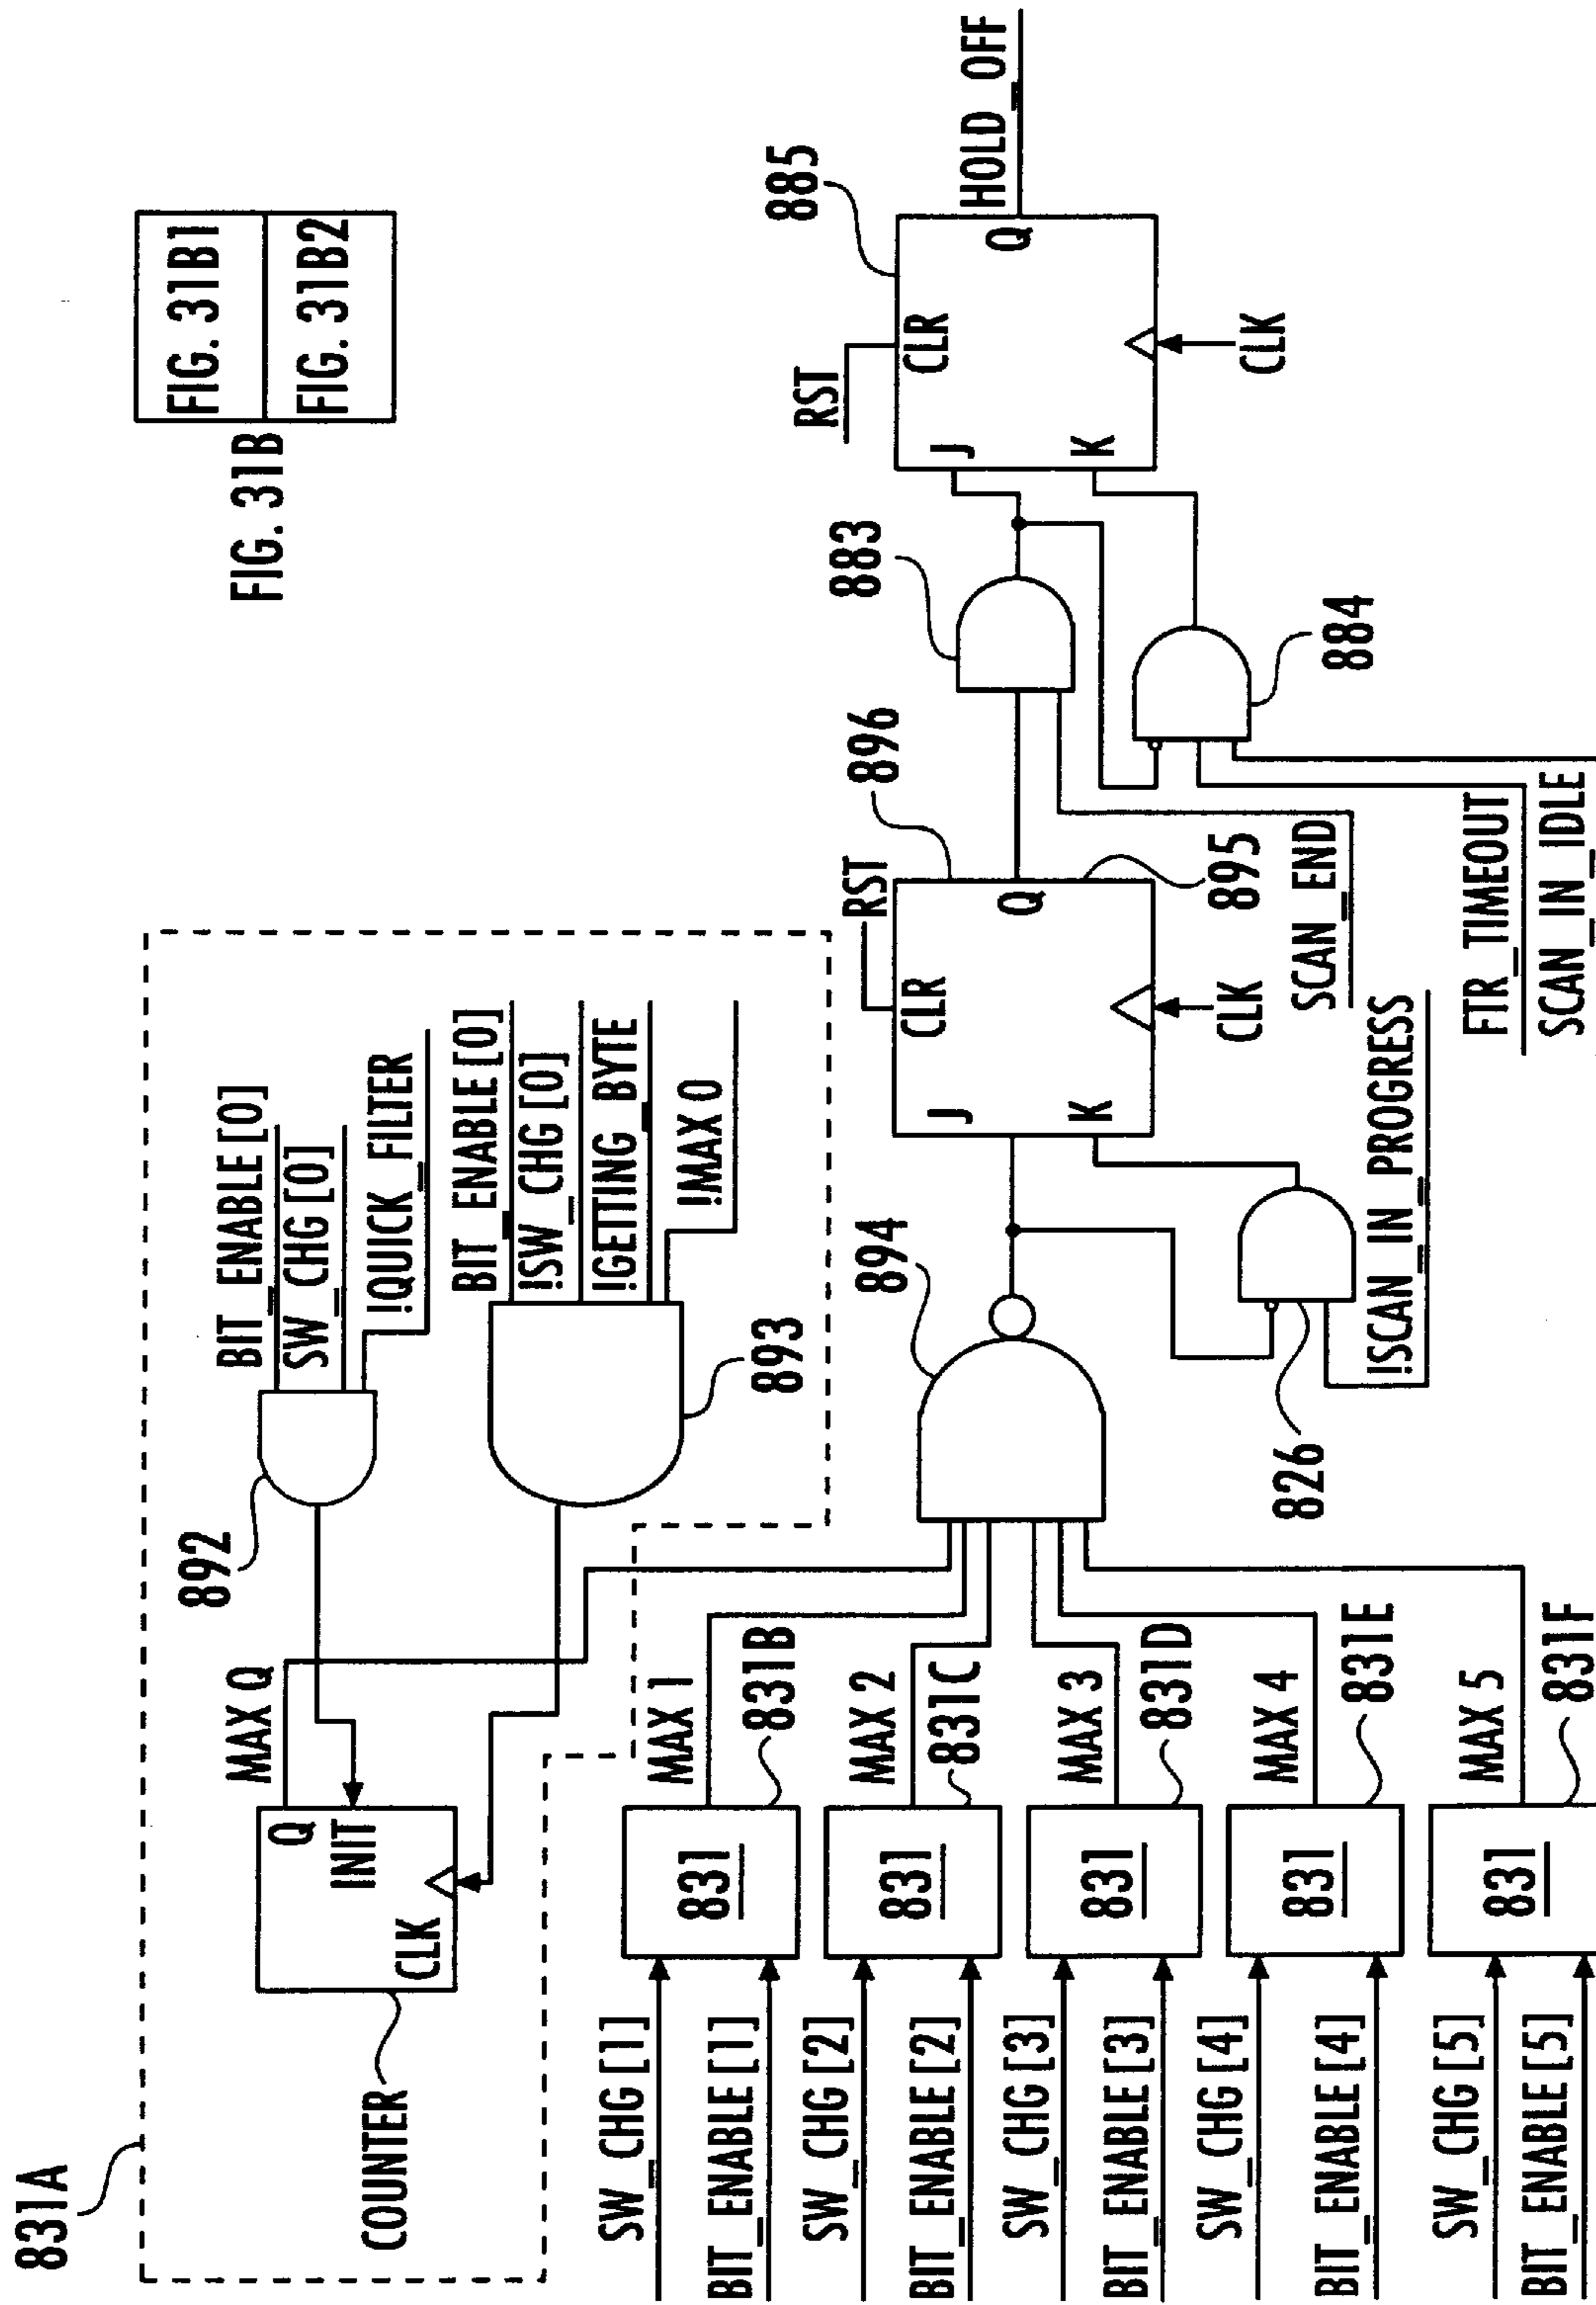 831A
COUNTER
Q
INIT
CLK
MAX Q
892
BIT_ENABLE [0]
SW_CHG [0]
!QUICK_FILTER
893
BIT_ENABLE [0]
!SW_CHG [0]
!GETTING_BYTE
!MAX 0
FIG. 31B
FIG. 31B1
FIG. 31B2
SW_CHG [1]
BIT_ENABLE [1]
831
MAX 1
831B
SW_CHG [2]
BIT_ENABLE [2]
831
MAX 2
831C
SW_CHG [3]
BIT_ENABLE [3]
831
MAX 3
831D
SW_CHG [4]
BIT_ENABLE [4]
831
MAX 4
831E
SW_CHG [5]
BIT_ENABLE [5]
831
MAX 5
831F
894
826
!SCAN_IN_PROGRESS
RST
896
J
CLR
Q
K
CLK
895
SCAN_END
FTR_TIMEOUT
SCAN_IN_IDLE
883
884
RST
885
J
CLR
Q
K
CLK
HOLD_OFF